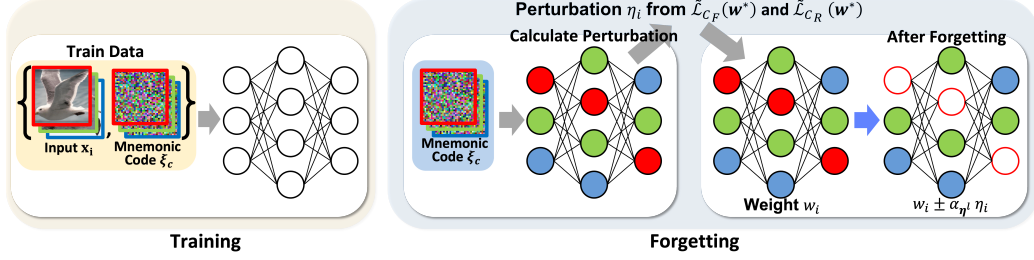 Perturbation η_i from L̃_{C_F}(w*) and L̃_{C_R} (w*)
Train Data
{ , }
Input x_i
Mnemonic
Code ξ_c
Calculate Perturbation
Mnemonic
Code ξ_c
After Forgetting
Weight w_i
w_i ± α_{η^l} η_i
Training
Forgetting